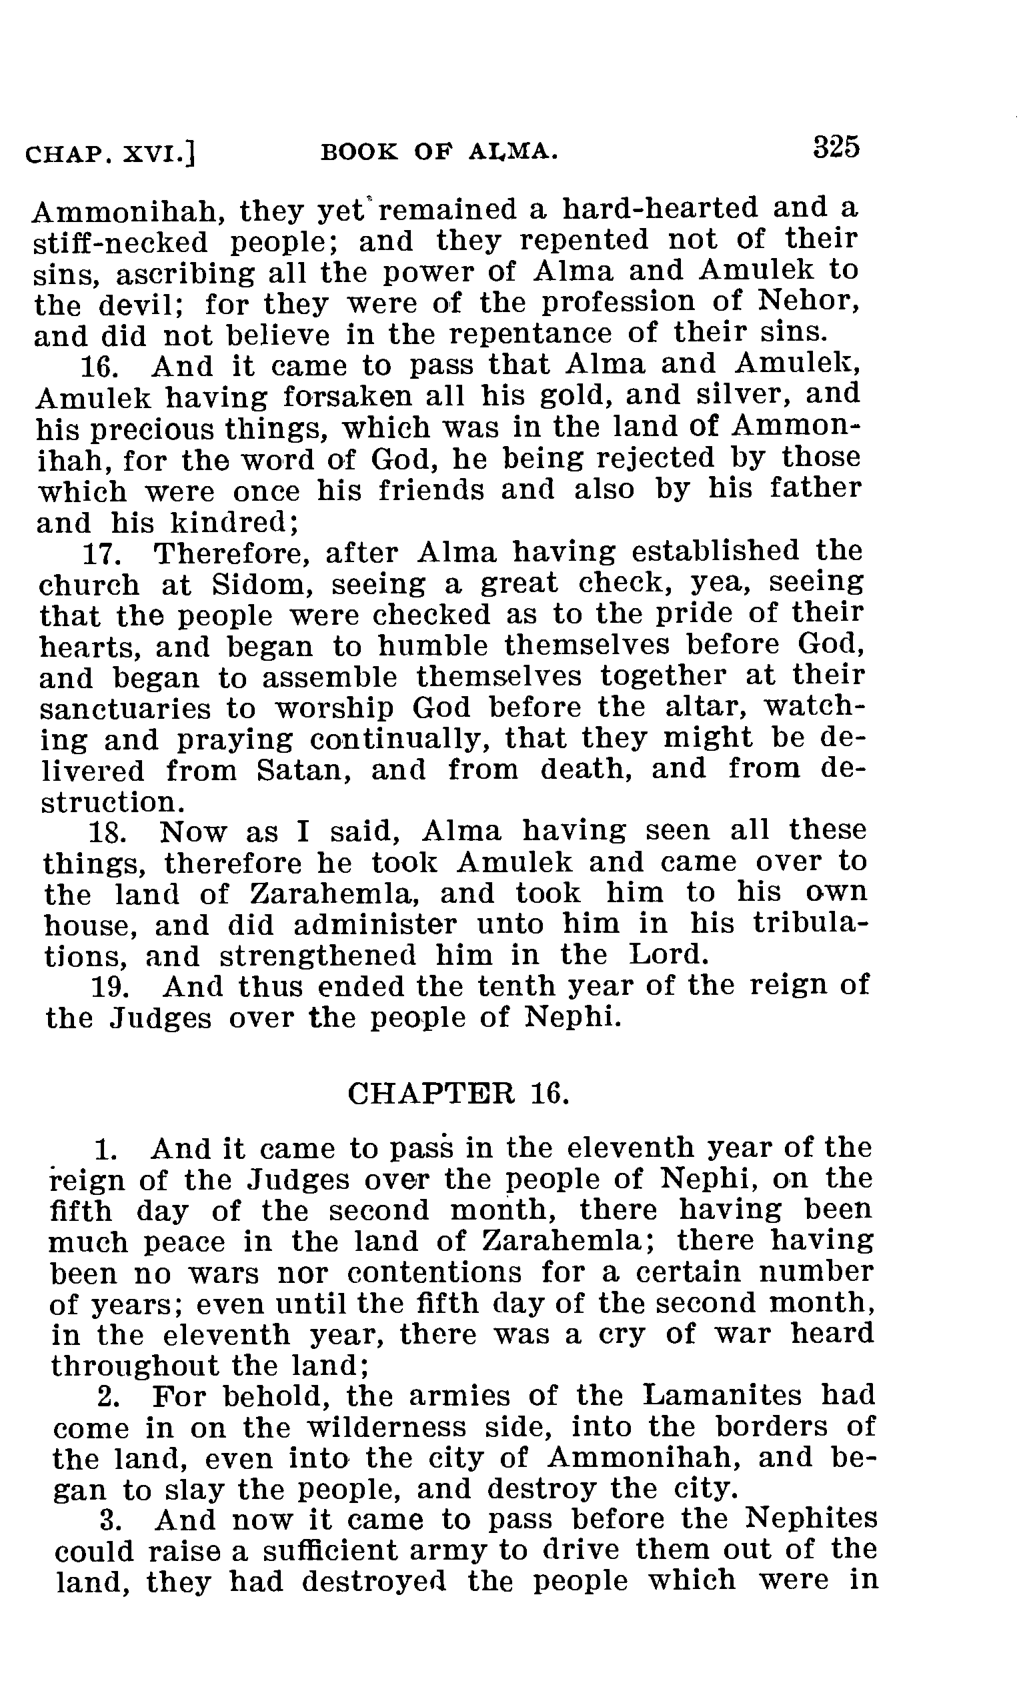 CHAP. XVI.] BOOK OF ALMA. 325
Ammonihah, they yet remained a hard-hearted and a
stiff-necked people; and they repented not of their
sins, ascribing all the power of Alma and Amulek to
the devil; for they were of the profession of Nehor,
and did not believe in the repentance of their sins.
16. And it came to pass that Alma and Amulek,
Amulek having forsaken all his gold, and silver, and
his precious things, which was in the land of Ammon-
ihah, for the word of God, he being rejected by those
which were once his friends and also by his father
and his kindred;
17. Therefore, after Alma having established the
church at Sidom, seeing a great check, yea, seeing
that the people were checked as to the pride of their
hearts, and began to humble themselves before God,
and began to assemble themselves together at their
sanctuaries to worship God before the altar, watch-
ing and praying continually, that they might be de-
livered from Satan, and from death, and from de-
struction.
18. Now as I said, Alma having seen all these
things, therefore he took Amulek and came over to
the land of Zarahemla, and took him to his own
house, and did administer unto him in his tribula-
tions, and strengthened him in the Lord.
19. And thus ended the tenth year of the reign of
the Judges over the people of Nephi.
CHAPTER 16.
1. And it came to pass in the eleventh year of the
reign of the Judges over the people of Nephi, on the
fifth day of the second month, there having been
much peace in the land of Zarahemla; there having
been no wars nor contentions for a certain number
of years; even until the fifth day of the second month,
in the eleventh year, there was a cry of war heard
throughout the land;
2. For behold, the armies of the Lamanites had
come in on the wilderness side, into the borders of
the land, even into the city of Ammonihah, and be-
gan to slay the people, and destroy the city.
3. And now it came to pass before the Nephites
could raise a sufficient army to drive them out of the
land, they had destroyed the people which were in